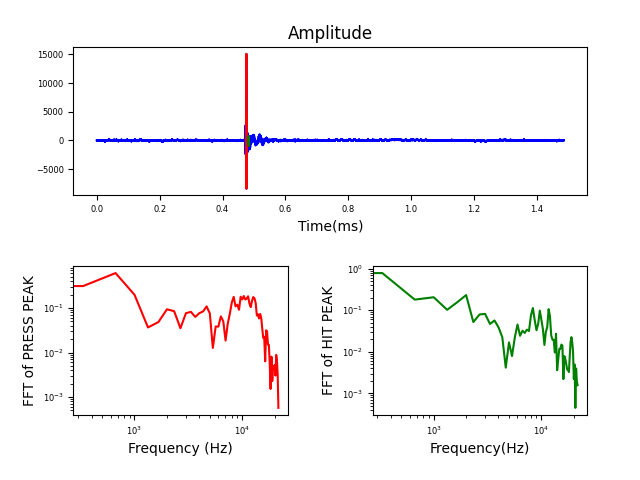 Amplitude
15000
10000
5000
0
−5000
0.0 0.2 0.4 0.6 0.8 1.0 1.2 1.4
Time(ms)
FFT of PRESS PEAK
10⁻¹
10⁻²
10⁻³
10³ 10⁴
Frequency (Hz)
FFT of HIT PEAK
10⁰
10⁻¹
10⁻²
10⁻³
10³ 10⁴
Frequency(Hz)